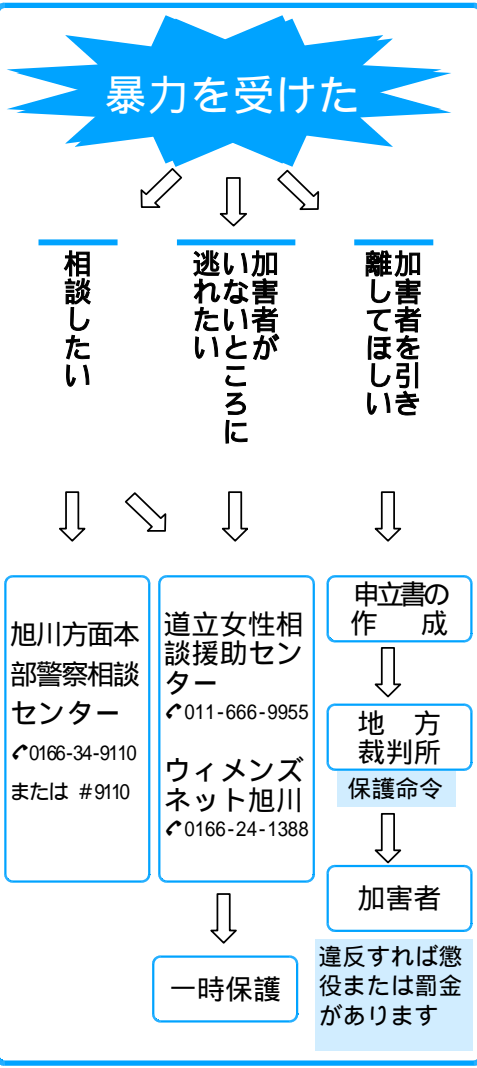 暴力を受けた
相談したい
加害者が
いないところに
逃れたい
加害者を引き
離してほしい
旭川方面本
部警察相談
センター
✆0166-34-9110
または #9110
道立女性相
談援助セン
ター
✆011-666-9955
ウィメンズ
ネット旭川
✆0166-24-1388
一時保護
申立書の
作　成
地　方
裁判所
保護命令
加害者
違反すれば懲
役または罰金
があります